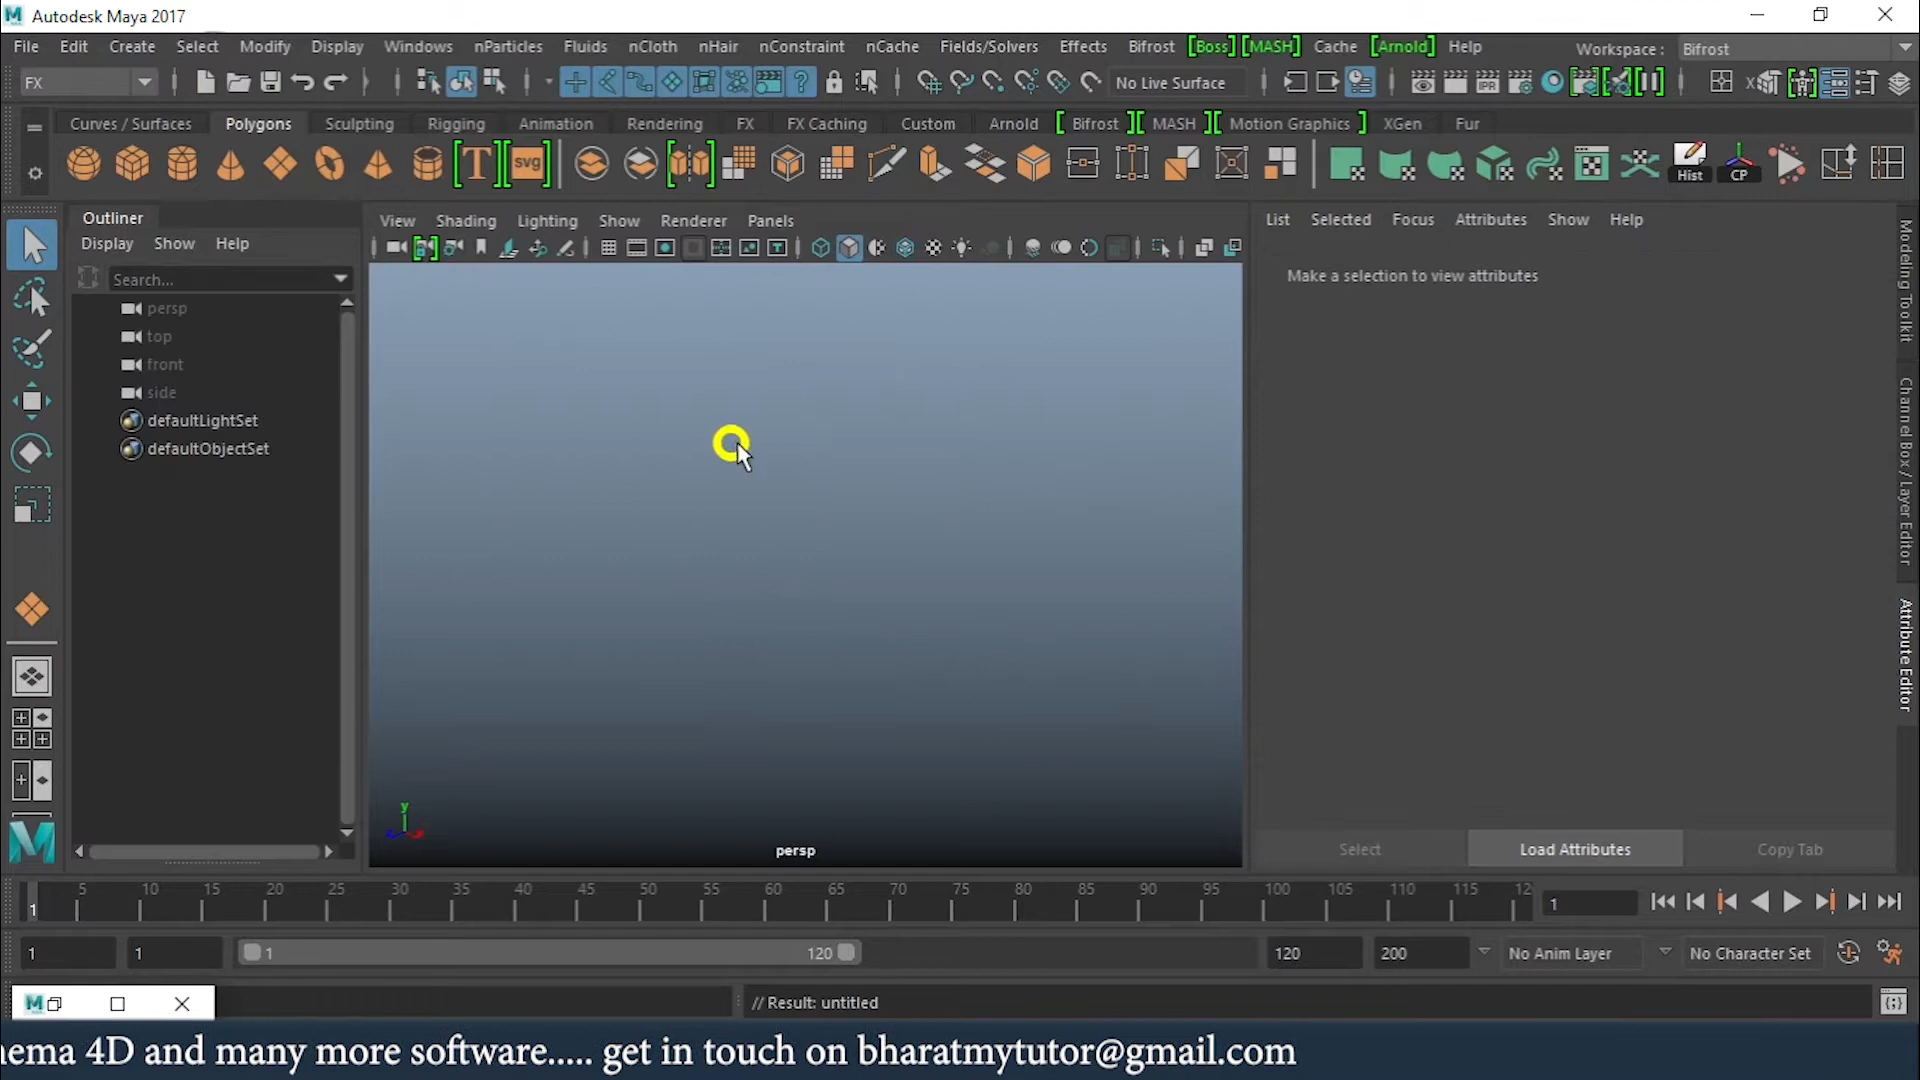 Autodesk Maya 2017
File Edit Create Select Modify Display Windows nParticles Fluids nCloth nHair nConstraint nCache Fields/Solvers Effects Bifrost [Boss] [MASH] Cache [Arnold] Help Workspace : Bifrost
FX No Live Surface IPR
Curves / Surfaces Polygons Sculpting Rigging Animation Rendering FX FX Caching Custom Arnold [ Bifrost ][ MASH ][ Motion Graphics ] XGen Fur
T svg Hist CP
Outliner
Display Show Help
Search...
persp
top
front
side
defaultLightSet
defaultObjectSet
View Shading Lighting Show Renderer Panels
y
persp
List Selected Focus Attributes Show Help
Make a selection to view attributes
Select Load Attributes Copy Tab
Modeling Toolkit
Channel Box / Layer Editor
Attribute Editor
5 10 15 20 25 30 35 40 45 50 55 60 65 70 75 80 85 90 95 100 105 110 115 12
1 1
1 1 1 120 120 200 No Anim Layer No Character Set
// Result: untitled
nema 4D and many more software..... get in touch on bharatmytutor@gmail.com